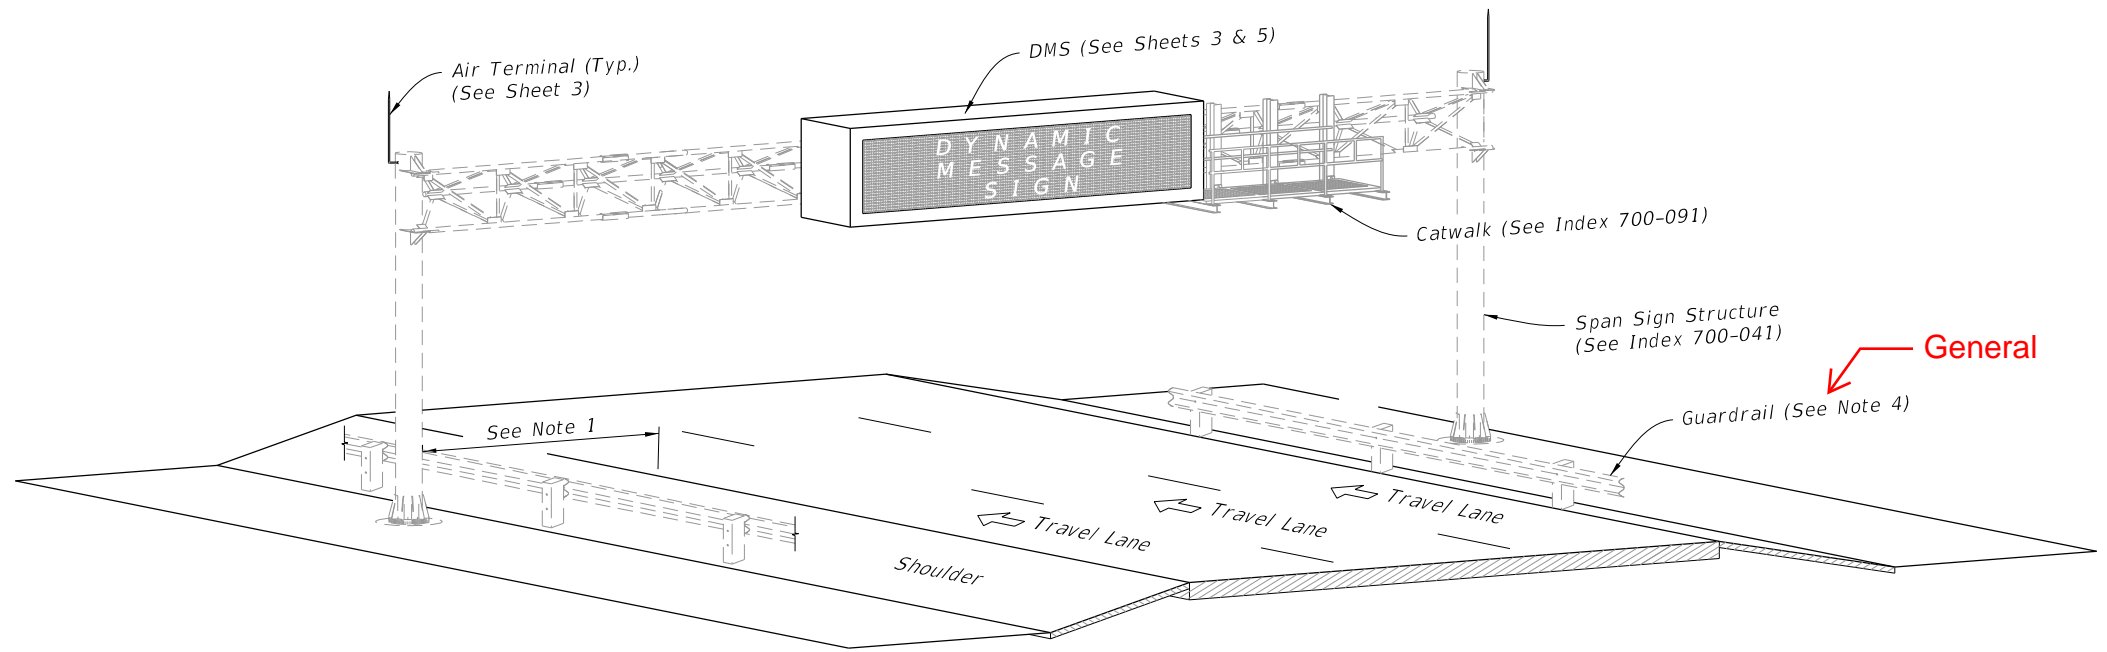 Air Terminal (Typ.)
(See Sheet 3)
DMS (See Sheets 3 & 5)
DYNAMIC
MESSAGE
SIGN
Catwalk (See Index 700-091)
Span Sign Structure
(See Index 700-041)
General
Guardrail (See Note 4)
See Note 1
Travel Lane
Travel Lane
Travel Lane
Shoulder